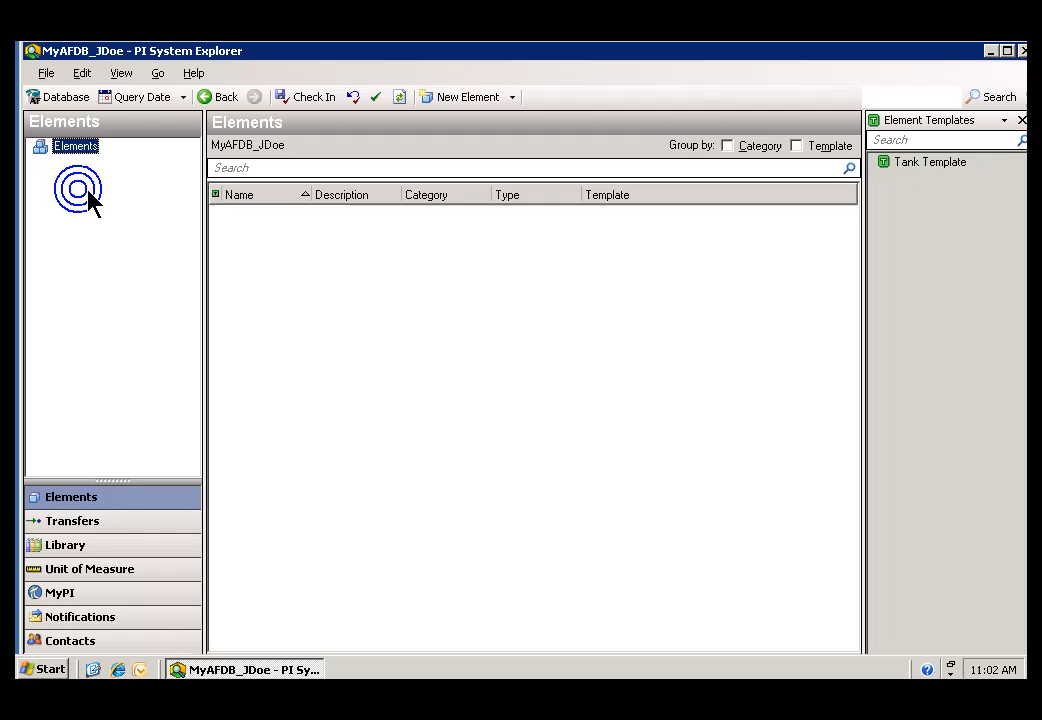 MyAFDB_JDoe - PI System Explorer
File Edit View Go Help
Database Query Date Back Check In New Element Search
Elements
Elements
Element Templates
Elements
MyAFDB_JDoe
Group by: Category Template
Search
Search
Name Description Category Type Template
Tank Template
Elements
Transfers
Library
Unit of Measure
MyPI
Notifications
Contacts
Start
MyAFDB_JDoe - PI Sy...
11:02 AM